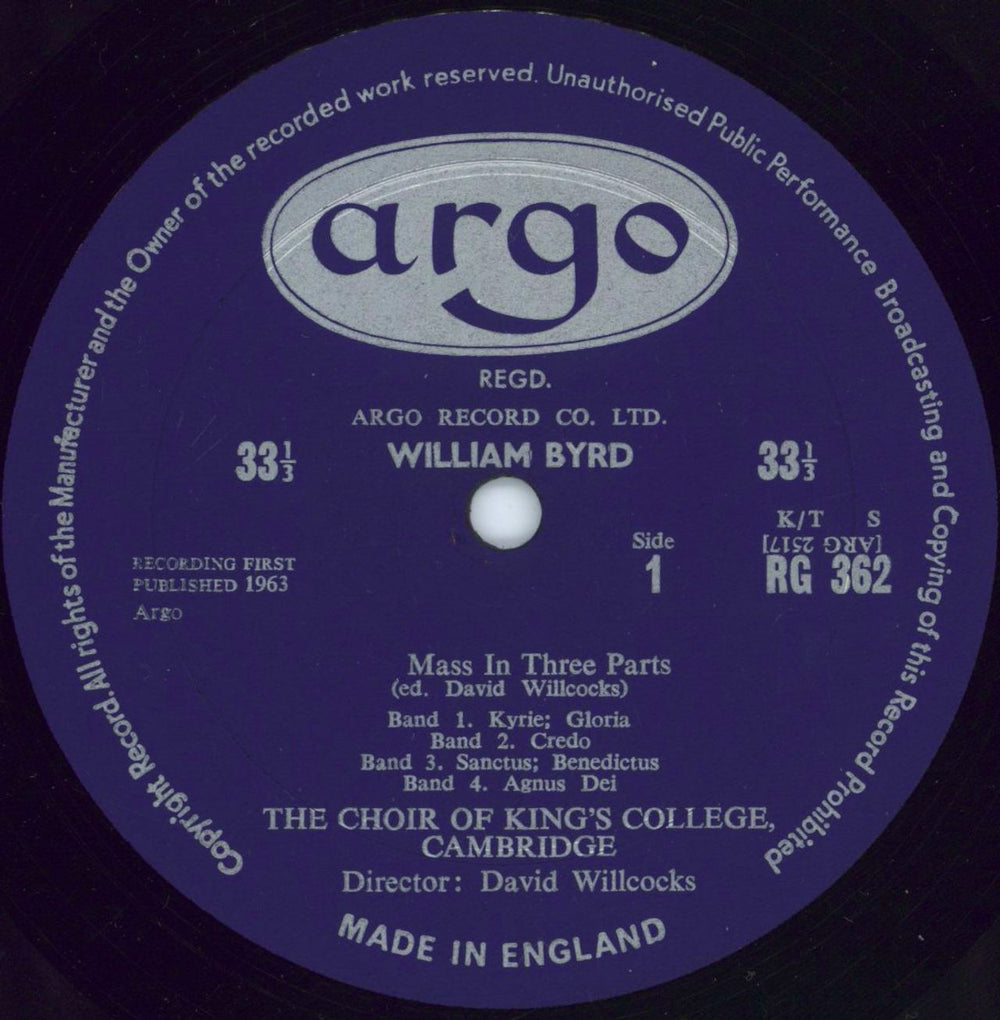 Copyright Record. All rights of the Manufacturer and the Owner of the recorded work reserved. Unauthorised Public Performance Broadcasting and Copying of this Record Prohibited
argo
REGD.
ARGO RECORD CO. LTD.
33⅓ WILLIAM BYRD 33⅓
K/T S
Side [ARG 2517]
1 RG 362
RECORDING FIRST
PUBLISHED 1963
Argo
Mass In Three Parts
(ed. David Willcocks)
Band 1. Kyrie; Gloria
Band 2. Credo
Band 3. Sanctus; Benedictus
Band 4. Agnus Dei
THE CHOIR OF KING'S COLLEGE,
CAMBRIDGE
Director: David Willcocks
MADE IN ENGLAND